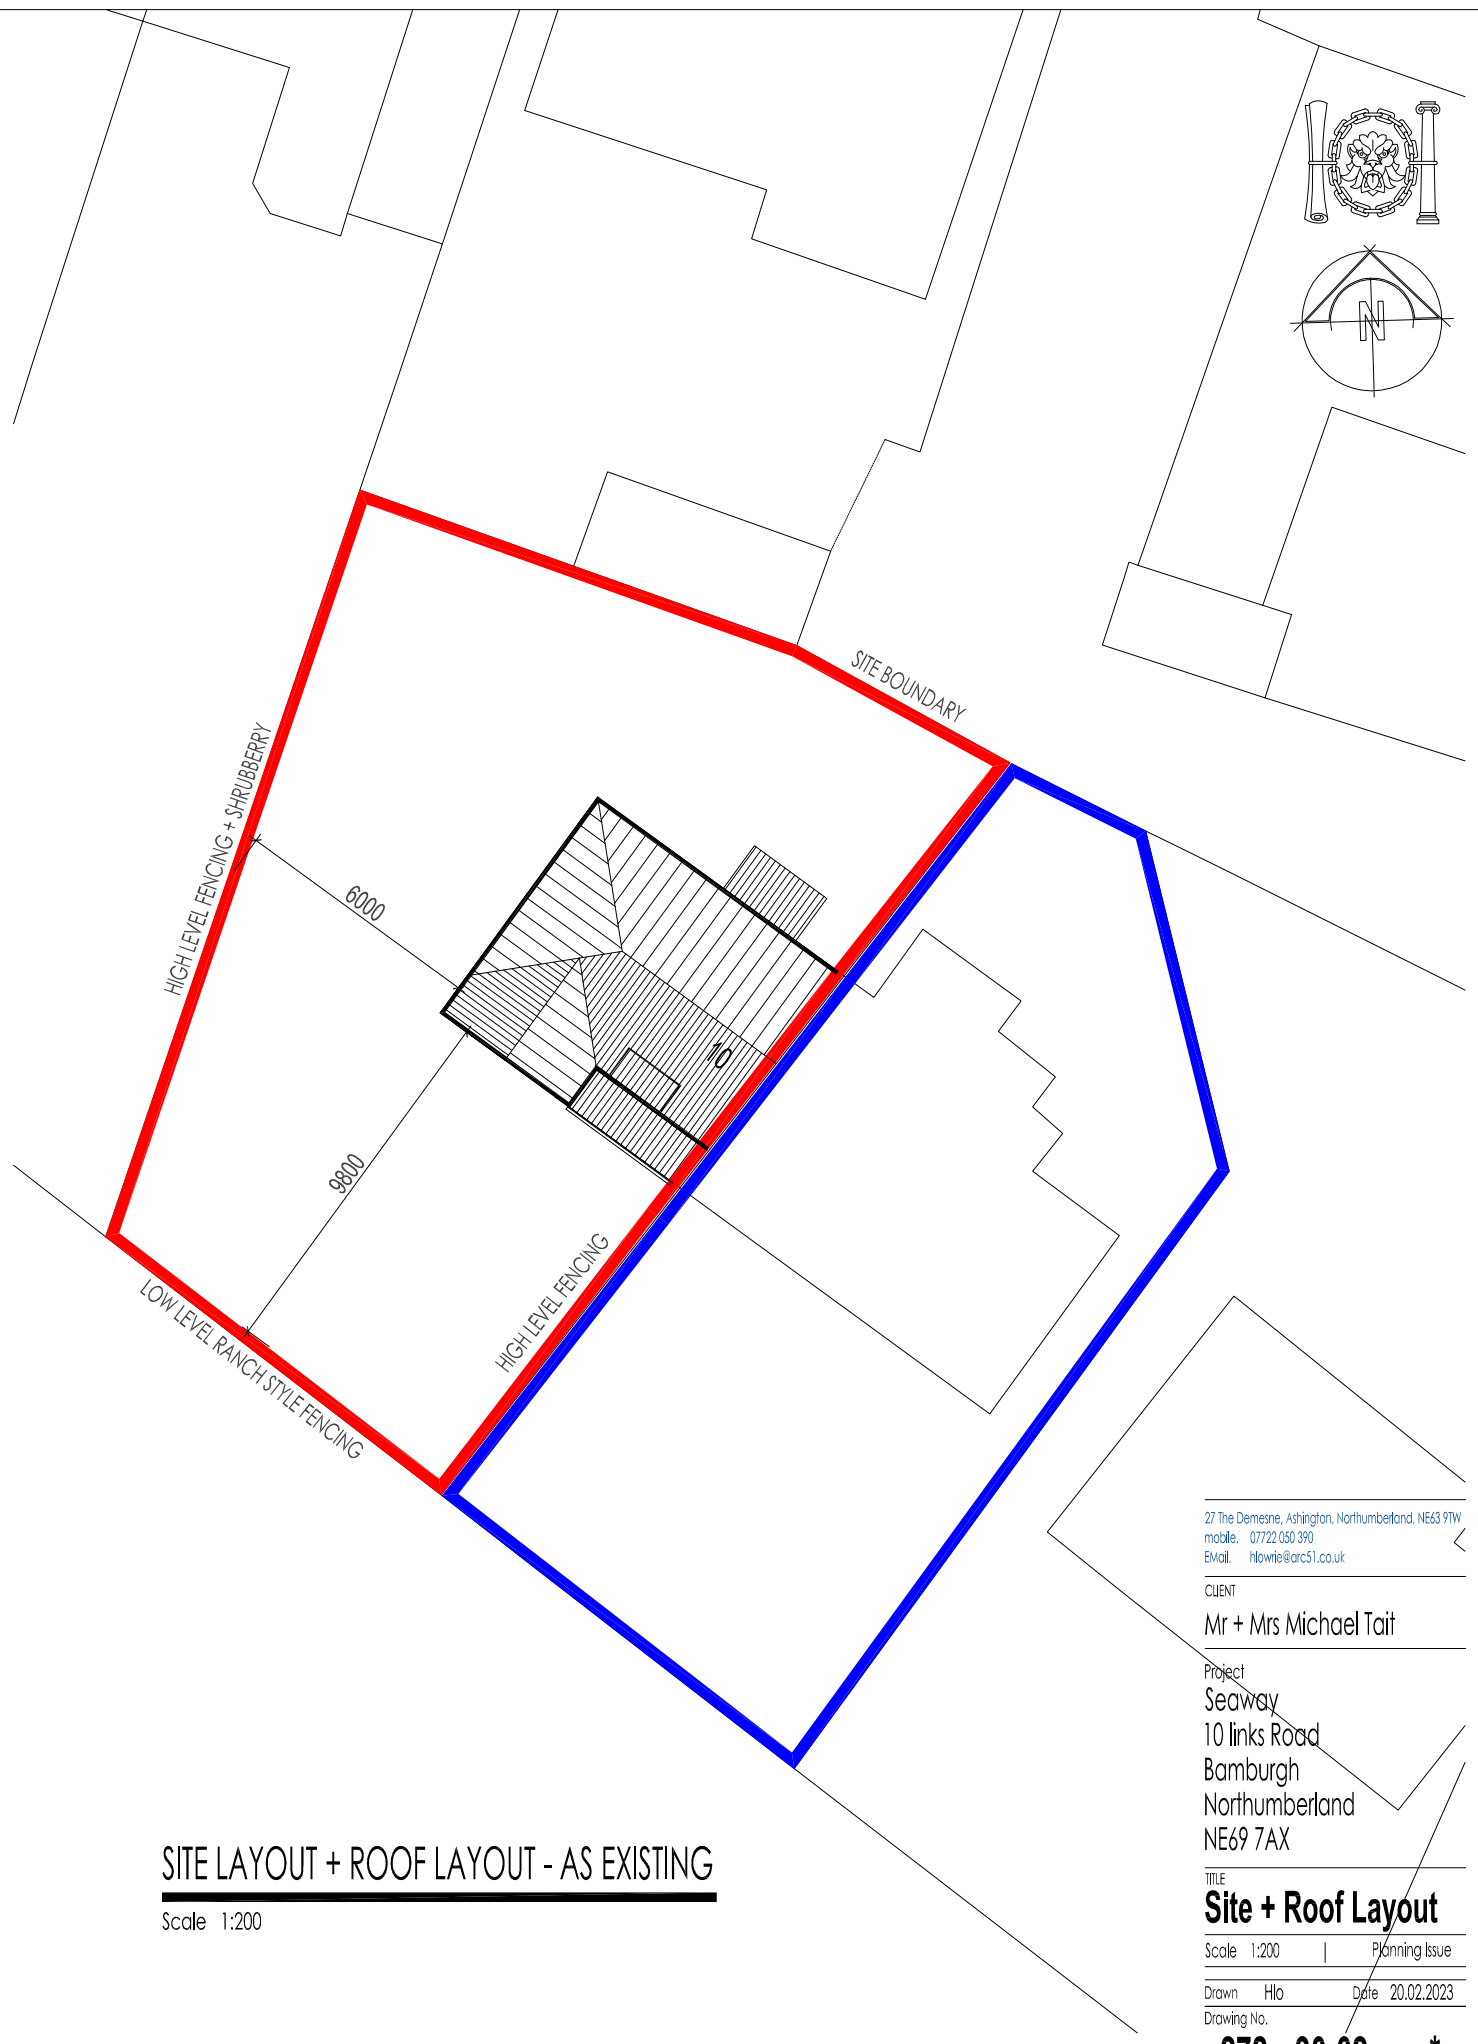 N
SITE BOUNDARY
HIGH LEVEL FENCING + SHRUBBERY
6000
10
9800
HIGH LEVEL FENCING
LOW LEVEL RANCH STYLE FENCING
27 The Demesne, Ashington, Northumberland, NE63 9TW
mobile. 07722 050 390
EMail. hlowrie@arc51.co.uk
CLIENT
Mr + Mrs Michael Tait
Project
Seaway
10 links Road
Bamburgh
Northumberland
NE69 7AX
TITLE
Site + Roof Layout
Scale 1:200 | Planning Issue
Drawn Hlo Date 20.02.2023
Drawing No.
SITE LAYOUT + ROOF LAYOUT - AS EXISTING
Scale 1:200